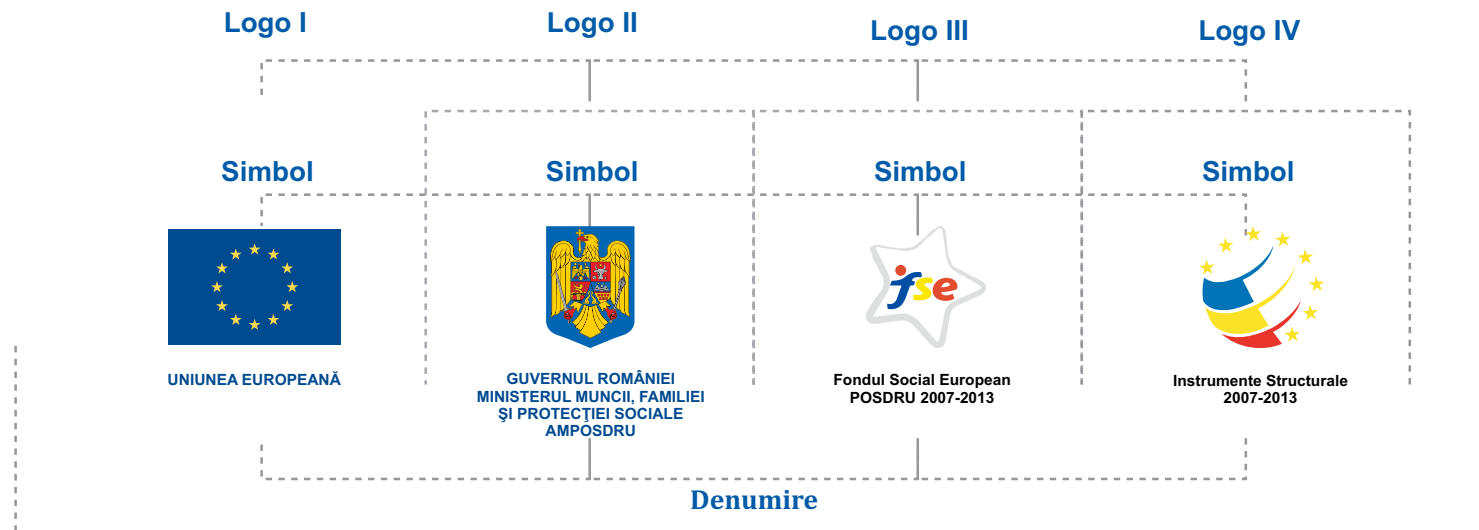 Logo I
Logo II
Logo III
Logo IV
Simbol
Simbol
Simbol
Simbol
fse
UNIUNEA EUROPEANĂ
GUVERNUL ROMÂNIEI
MINISTERUL MUNCII, FAMILIEI
ŞI PROTECŢIEI SOCIALE
AMPOSDRU
Fondul Social European
POSDRU 2007-2013
Instrumente Structurale
2007-2013
Denumire